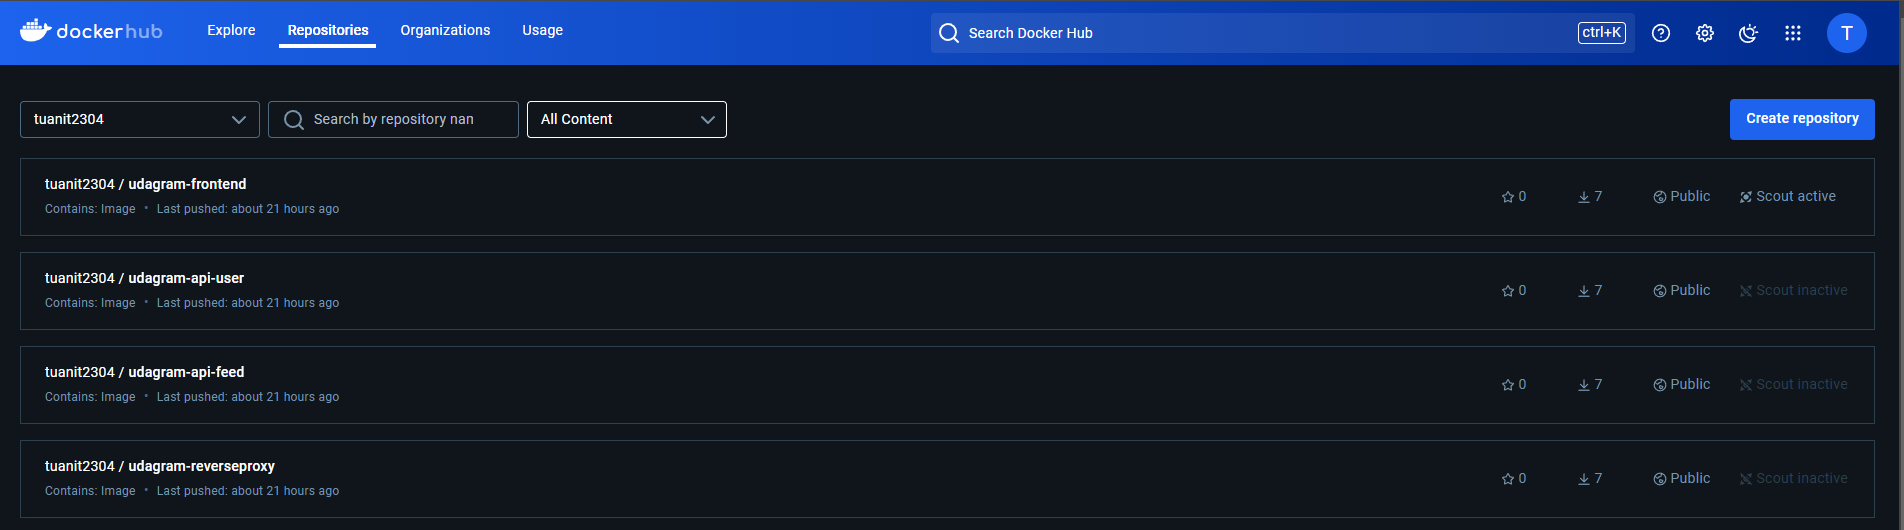 dockerhub Explore Repositories Organizations Usage Search Docker Hub ctrl+K T
tuanit2304 Search by repository nan All Content Create repository
tuanit2304 / udagram-frontend
Contains: Image • Last pushed: about 21 hours ago
0 7 Public Scout active
tuanit2304 / udagram-api-user
Contains: Image • Last pushed: about 21 hours ago
0 7 Public Scout inactive
tuanit2304 / udagram-api-feed
Contains: Image • Last pushed: about 21 hours ago
0 7 Public Scout inactive
tuanit2304 / udagram-reverseproxy
Contains: Image • Last pushed: about 21 hours ago
0 7 Public Scout inactive